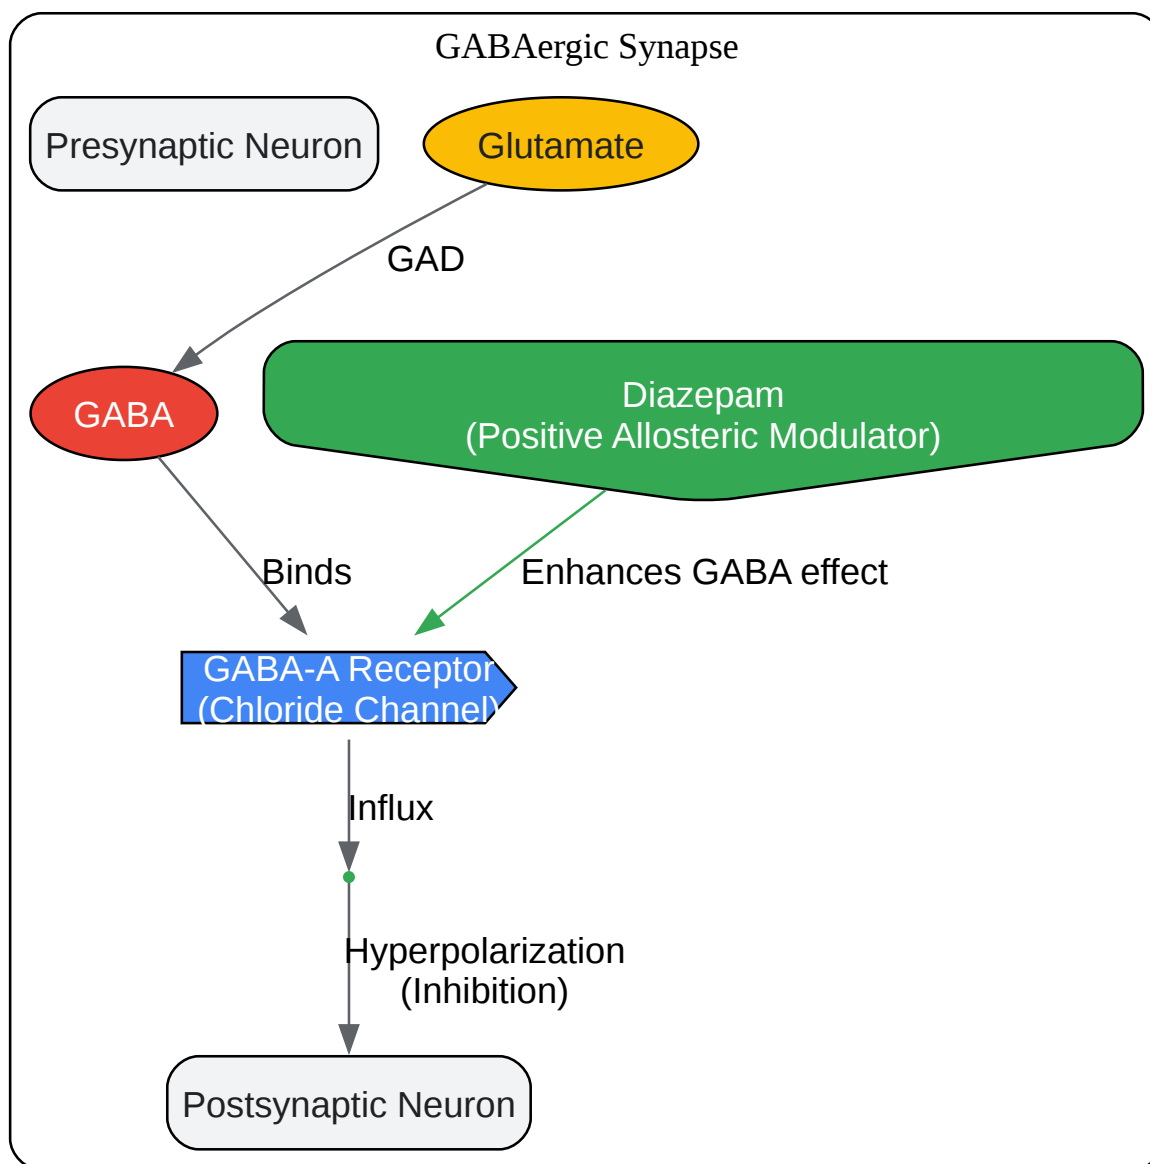 GABAergic Synapse
Presynaptic Neuron
Glutamate
GAD
GABA
Diazepam
(Positive Allosteric Modulator)
Binds
Enhances GABA effect
GABA-A Receptor
(Chloride Channel)
Influx
Hyperpolarization
(Inhibition)
Postsynaptic Neuron